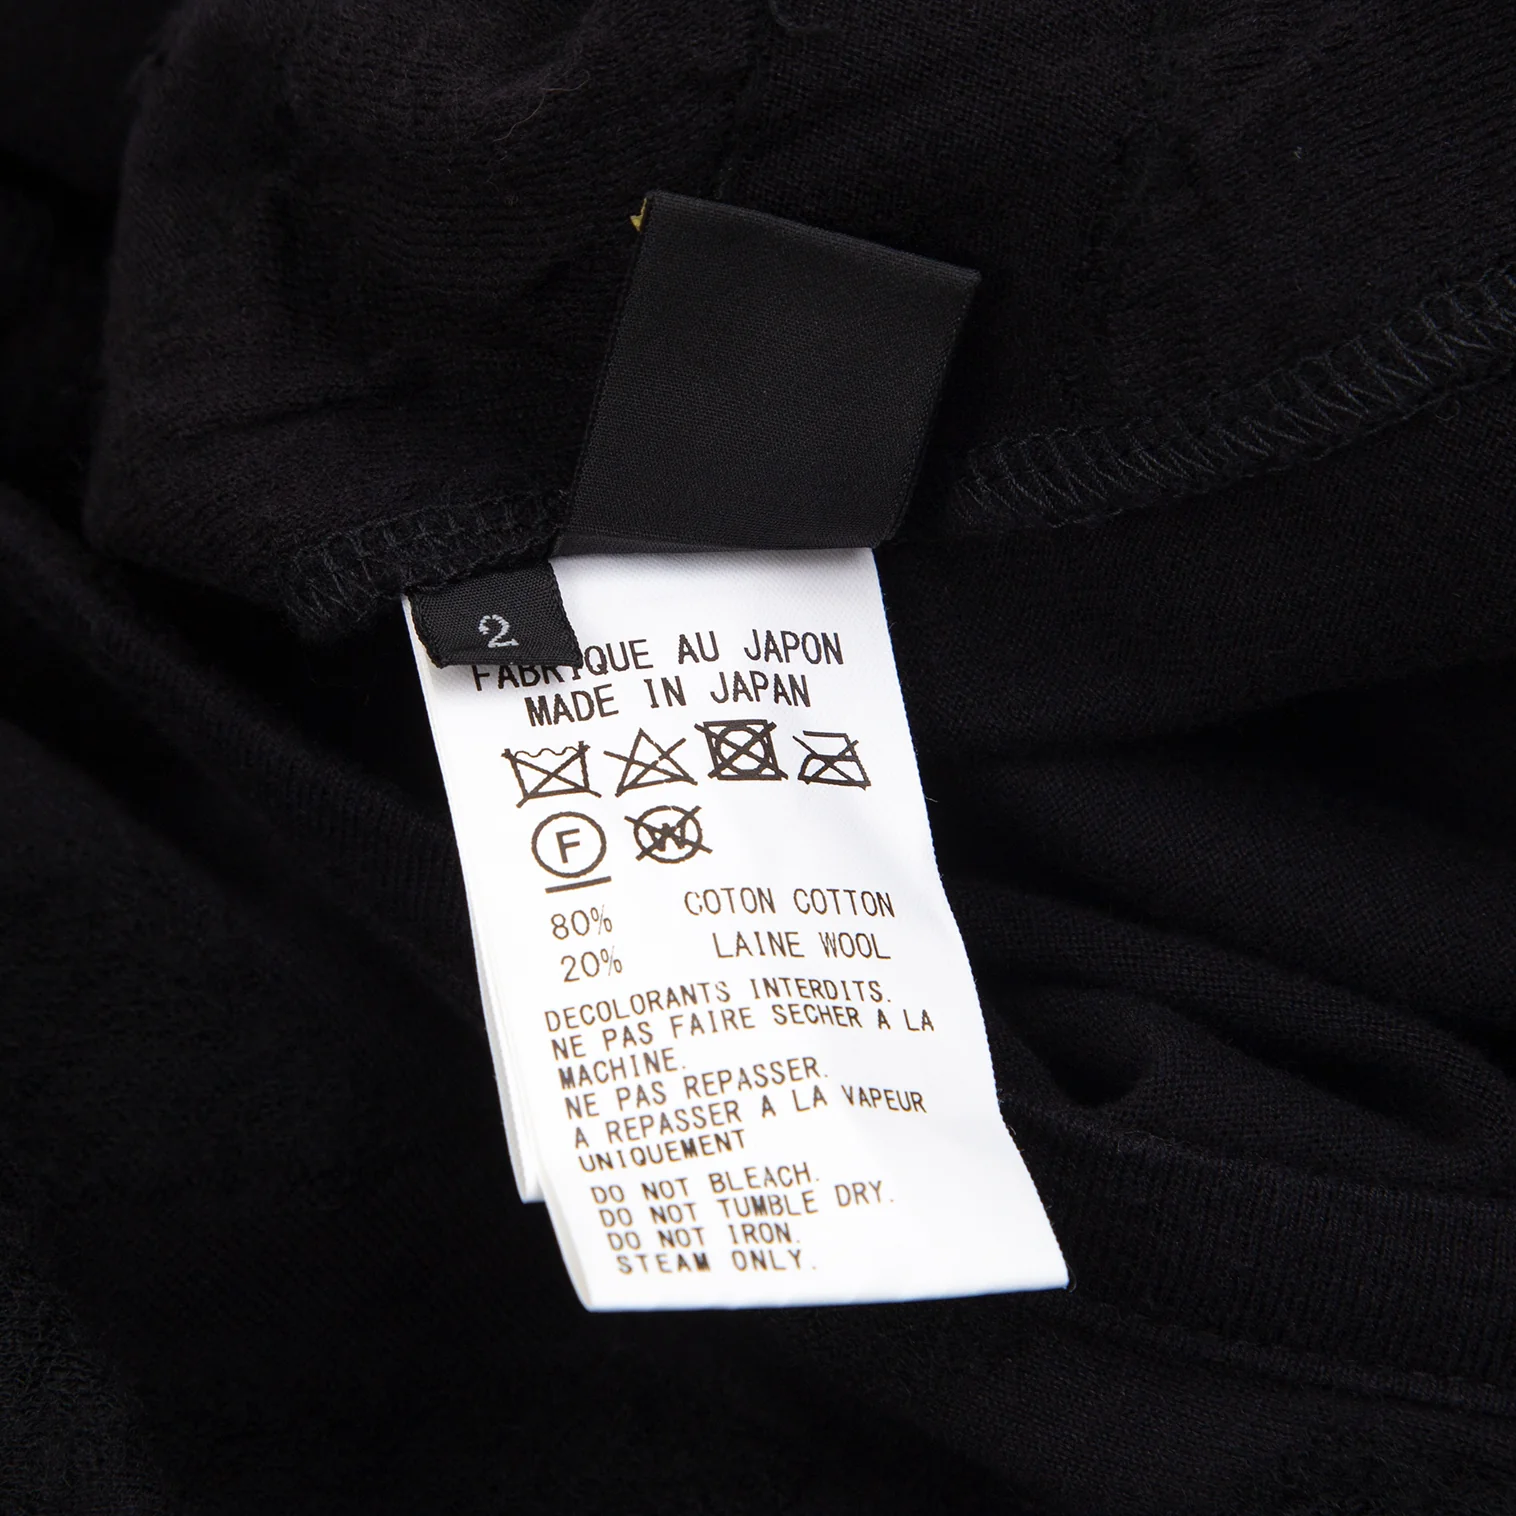 2
FABRIQUE AU JAPON
MADE IN JAPAN
F
W
80% COTON COTTON
20% LAINE WOOL
DECOLORANTS INTERDITS.
NE PAS FAIRE SECHER A LA
MACHINE.
NE PAS REPASSER.
A REPASSER A LA VAPEUR
UNIQUEMENT
DO NOT BLEACH.
DO NOT TUMBLE DRY.
DO NOT IRON.
STEAM ONLY.